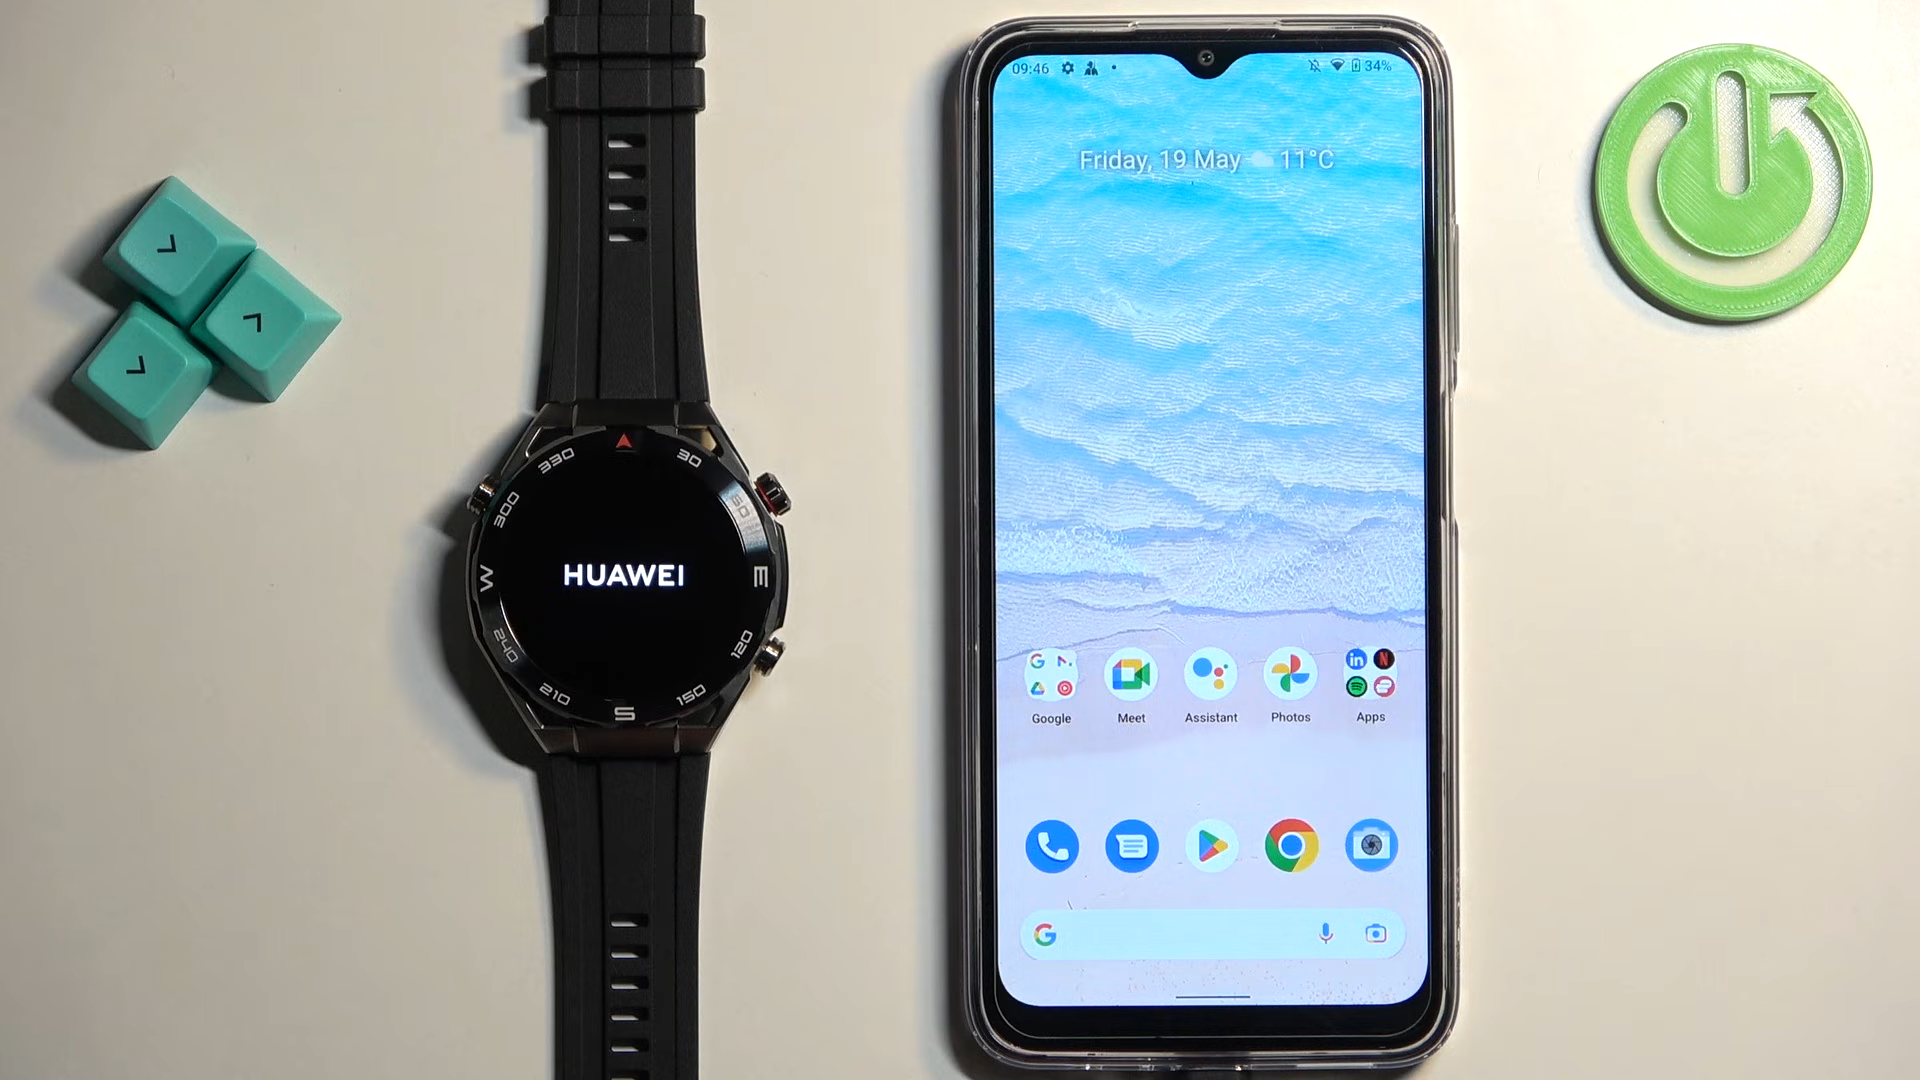 330
30
300
50
HUAWEI
W
E
240
120
210
150
S
09:46
34%
Friday, 19 May 11°C
Google
Meet
Assistant
Photos
Apps